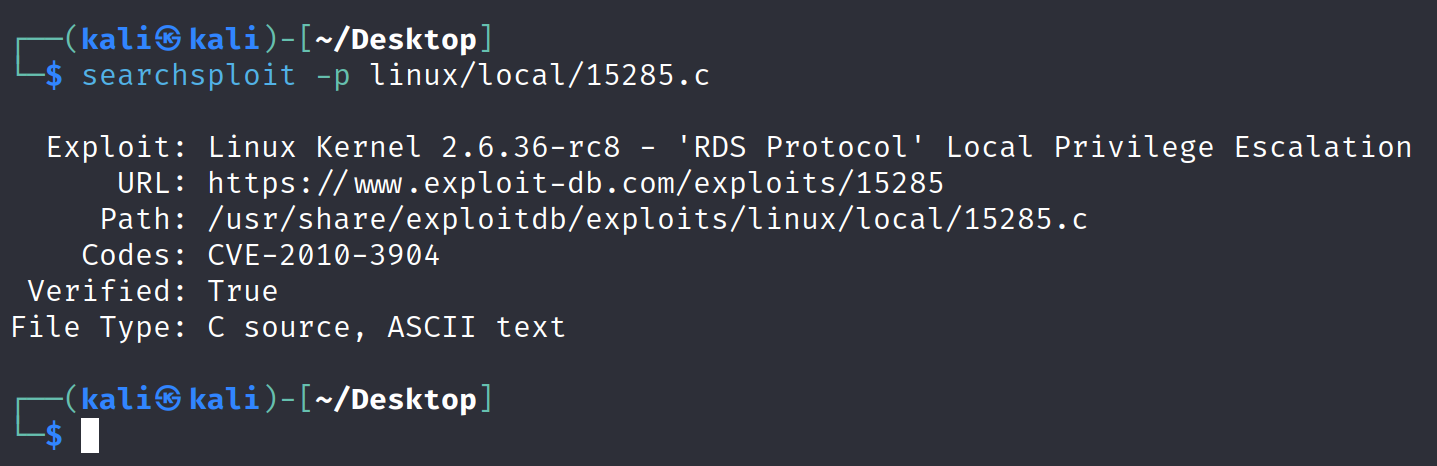 ┌──(kali㉿kali)-[~/Desktop]
└─$ searchsploit -p linux/local/15285.c
Exploit: Linux Kernel 2.6.36-rc8 - 'RDS Protocol' Local Privilege Escalation
URL: https://www.exploit-db.com/exploits/15285
Path: /usr/share/exploitdb/exploits/linux/local/15285.c
Codes: CVE-2010-3904
Verified: True
File Type: C source, ASCII text
┌──(kali㉿kali)-[~/Desktop]
└─$